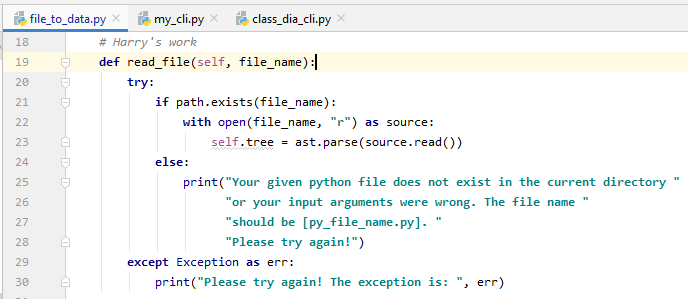 file_to_data.py × my_cli.py × class_dia_cli.py ×
18 # Harry's work
19 def read_file(self, file_name):
20 try:
21 if path.exists(file_name):
22 with open(file_name, "r") as source:
23 self.tree = ast.parse(source.read())
24 else:
25 print("Your given python file does not exist in the current directory "
26 "or your input arguments were wrong. The file name "
27 "should be [py_file_name.py]. "
28 "Please try again!")
29 except Exception as err:
30 print("Please try again! The exception is: ", err)